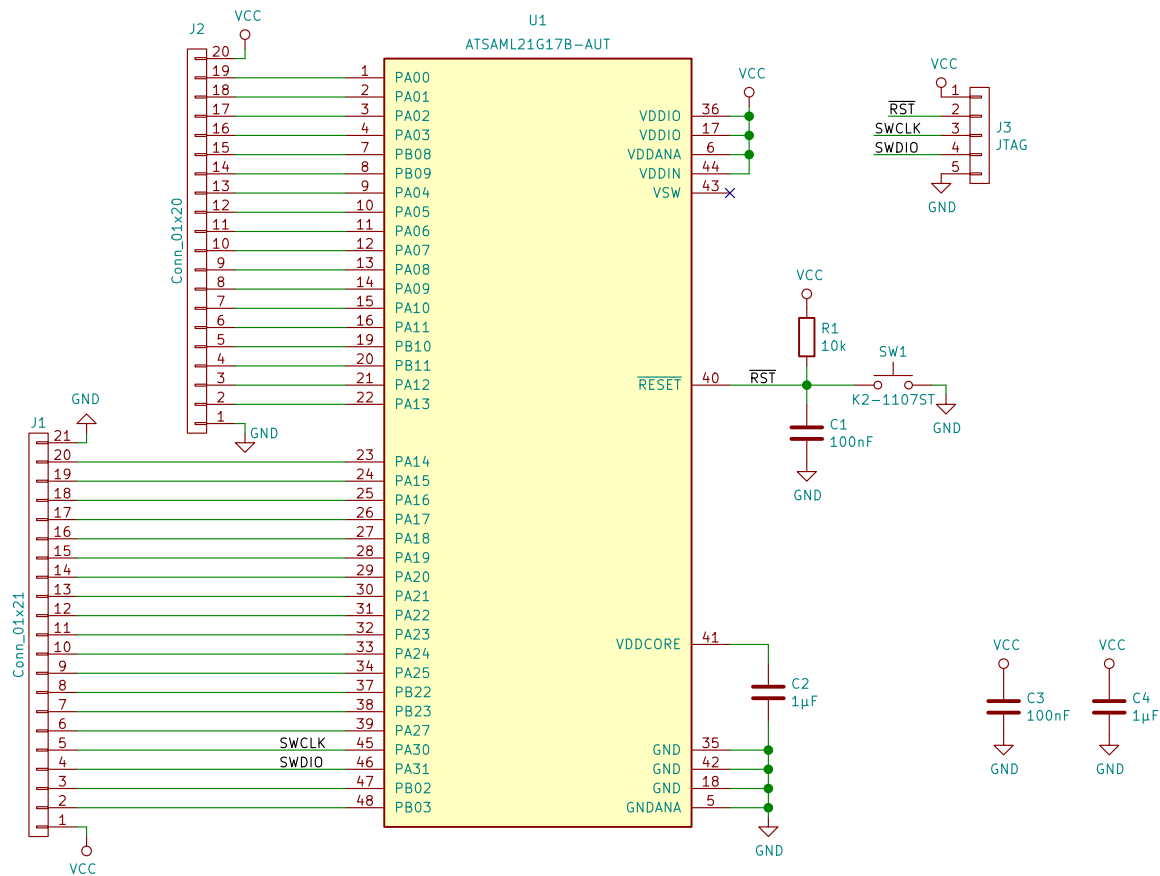 J2
VCC
20
19
18
17
16
15
14
13
12
11
10
9
8
7
6
5
4
3
2
1
Conn_01x20
GND
GND
J1
21
20
19
18
17
16
15
14
13
12
11
10
9
8
7
6
5
4
3
2
1
Conn_01x21
VCC
SWCLK
SWDIO
U1
ATSAML21G17B-AUT
1 PA00
2 PA01
3 PA02
4 PA03
7 PB08
8 PB09
9 PA04
10 PA05
11 PA06
12 PA07
13 PA08
14 PA09
15 PA10
16 PA11
19 PB10
20 PB11
21 PA12
22 PA13
23 PA14
24 PA15
25 PA16
26 PA17
27 PA18
28 PA19
29 PA20
30 PA21
31 PA22
32 PA23
33 PA24
34 PA25
37 PB22
38 PB23
39 PA27
45 PA30
46 PA31
47 PB02
48 PB03
VCC
VDDIO 36
VDDIO 17
VDDANA 6
VDDIN 44
VSW 43
RESET 40
VDDCORE 41
GND 35
GND 42
GND 18
GNDANA 5
C2
1µF
GND
RST
VCC
R1
10k
SW1
K2-1107ST
GND
C1
100nF
GND
VCC
1
RST 2
SWCLK 3
SWDIO 4
5
J3
JTAG
GND
VCC
C3
100nF
GND
VCC
C4
1µF
GND